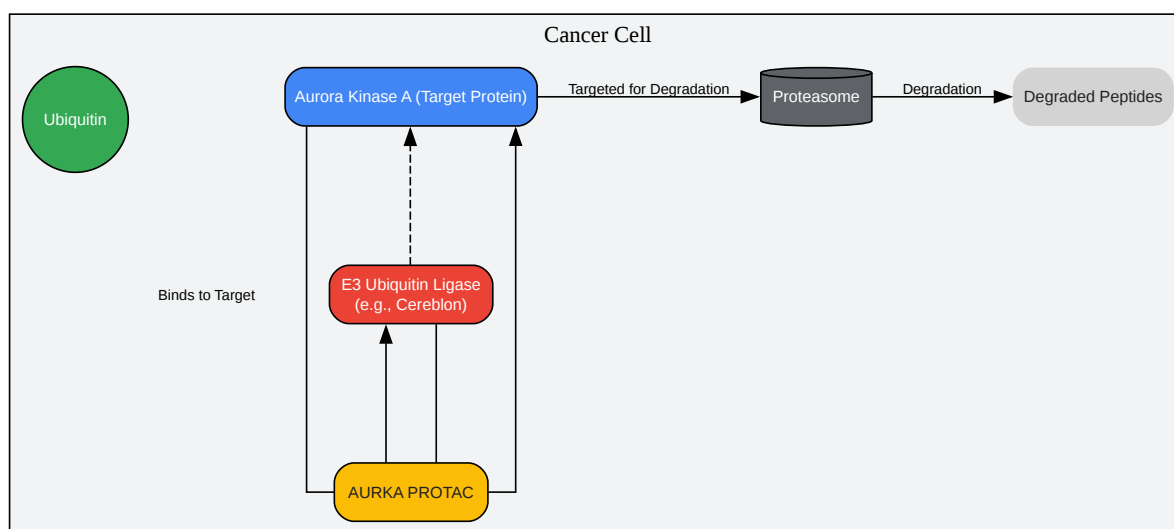 Cancer Cell
Ubiquitin
Aurora Kinase A (Target Protein)
Targeted for Degradation
Proteasome
Degradation
Degraded Peptides
Binds to Target
E3 Ubiquitin Ligase
(e.g., Cereblon)
AURKA PROTAC